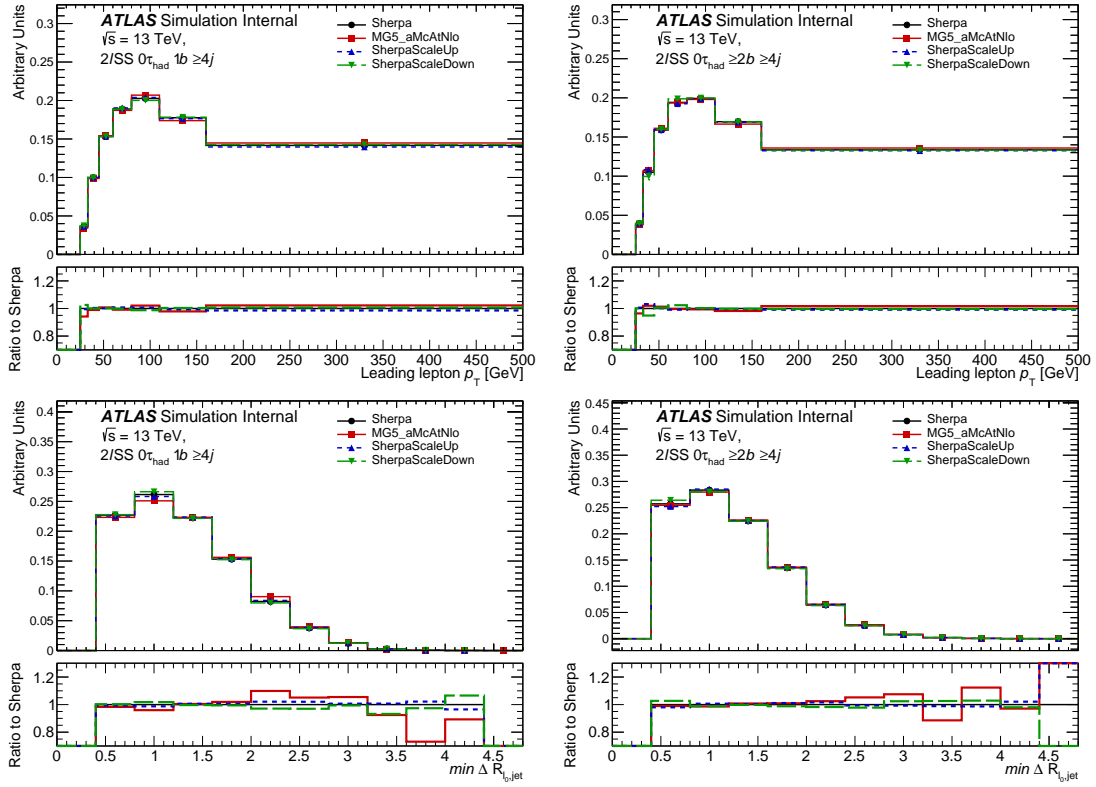 ATLAS Simulation Internal
√s = 13 TeV,
2lSS 0τhad 1b ≥4j
Sherpa
MG5_aMcAtNlo
SherpaScaleUp
SherpaScaleDown
Arbitrary Units
0.3
0.25
0.2
0.15
0.1
0.05
0
Ratio to Sherpa
1.2
1
0.8
0 50 100 150 200 250 300 350 400 450 500
Leading lepton pT [GeV]
ATLAS Simulation Internal
√s = 13 TeV,
2lSS 0τhad ≥2b ≥4j
Sherpa
MG5_aMcAtNlo
SherpaScaleUp
SherpaScaleDown
Arbitrary Units
0.3
0.25
0.2
0.15
0.1
0.05
0
Ratio to Sherpa
1.2
1
0.8
0 50 100 150 200 250 300 350 400 450 500
Leading lepton pT [GeV]
ATLAS Simulation Internal
√s = 13 TeV,
2lSS 0τhad 1b ≥4j
Sherpa
MG5_aMcAtNlo
SherpaScaleUp
SherpaScaleDown
Arbitrary Units
0.4
0.35
0.3
0.25
0.2
0.15
0.1
0.05
0
Ratio to Sherpa
1.2
1
0.8
0 0.5 1 1.5 2 2.5 3 3.5 4 4.5
min Δ Rl0,jet
ATLAS Simulation Internal
√s = 13 TeV,
2lSS 0τhad ≥2b ≥4j
Sherpa
MG5_aMcAtNlo
SherpaScaleUp
SherpaScaleDown
Arbitrary Units
0.45
0.4
0.35
0.3
0.25
0.2
0.15
0.1
0.05
0
Ratio to Sherpa
1.2
1
0.8
0 0.5 1 1.5 2 2.5 3 3.5 4 4.5
min Δ Rl0,jet